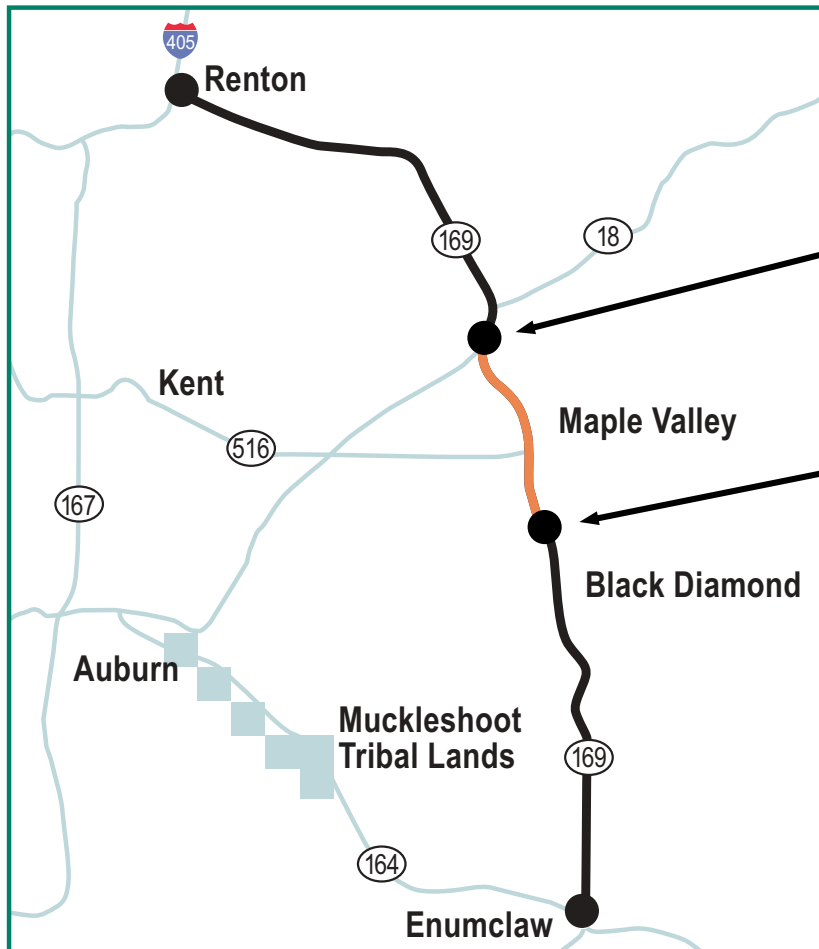 405
Renton
169
18
Kent
Maple Valley
516
167
Black Diamond
Auburn
Muckleshoot
Tribal Lands
169
164
Enumclaw